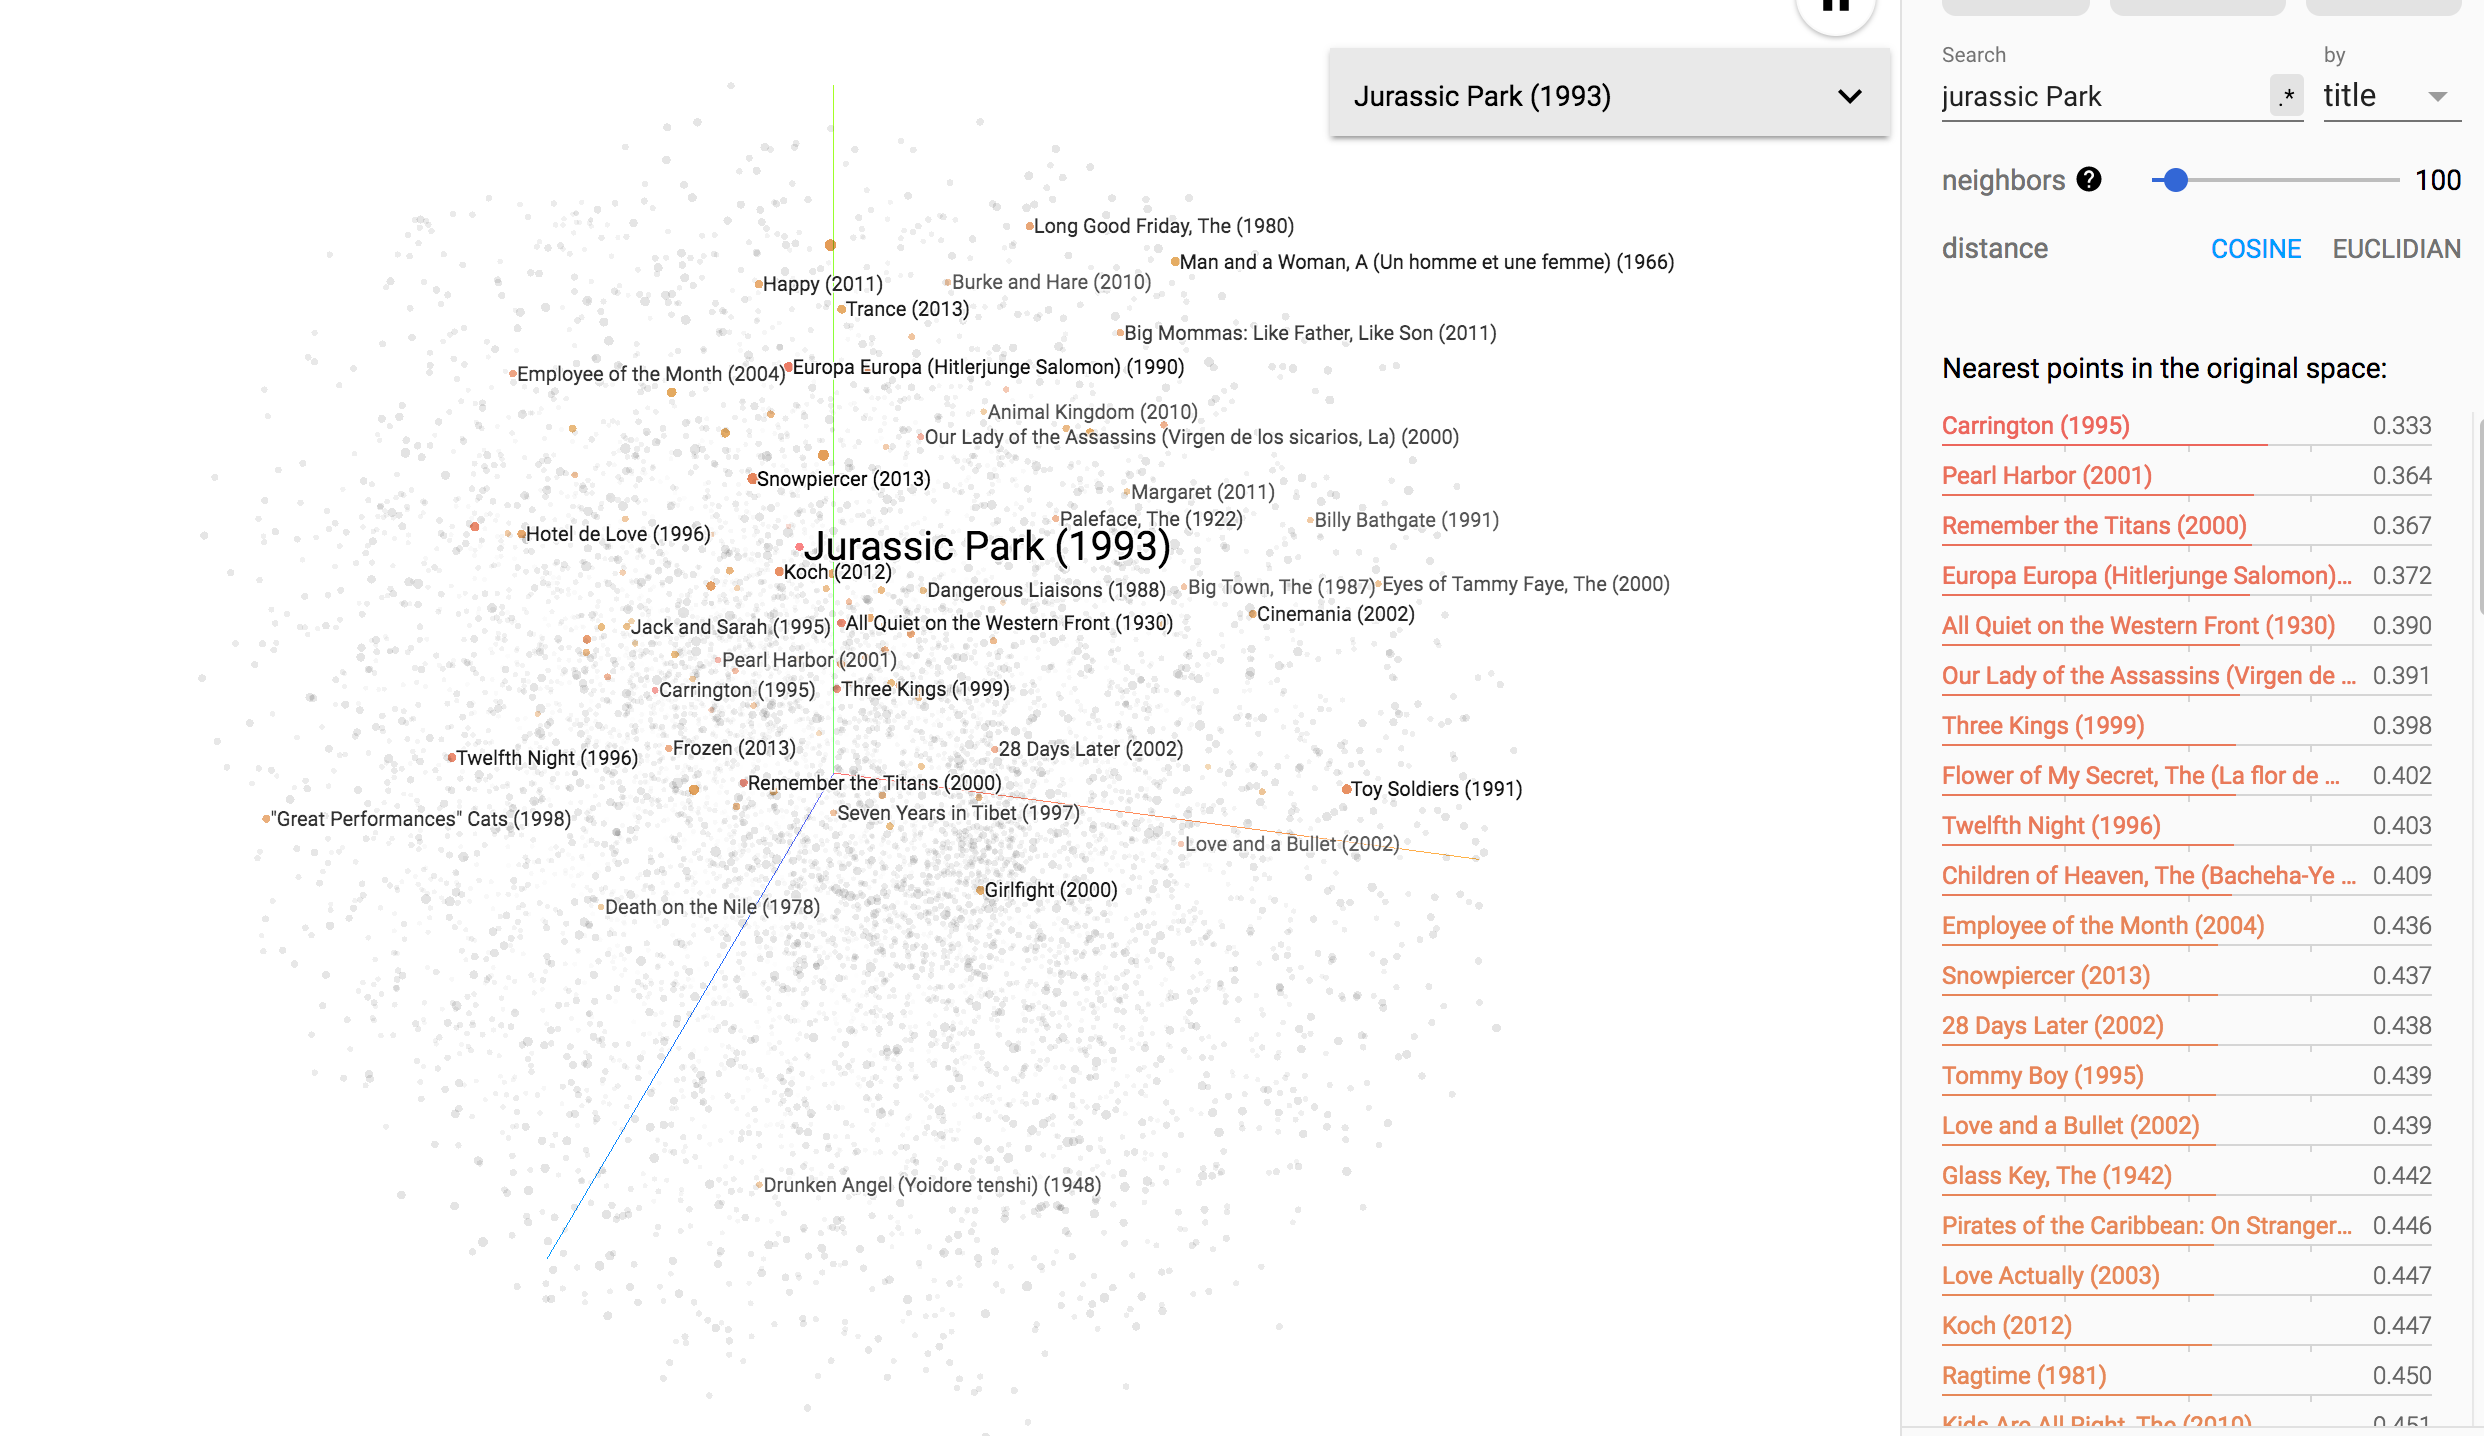 Jurassic Park (1993)
Long Good Friday, The (1980)
Man and a Woman, A (Un homme et une femme) (1966)
Happy (2011)
Burke and Hare (2010)
Trance (2013)
Big Mommas: Like Father, Like Son (2011)
Employee of the Month (2004)
Europa Europa (Hitlerjunge Salomon) (1990)
Animal Kingdom (2010)
Our Lady of the Assassins (Virgen de los sicarios, La) (2000)
Snowpiercer (2013)
Margaret (2011)
Paleface, The (1922)
Billy Bathgate (1991)
Hotel de Love (1996)
Jurassic Park (1993)
Koch (2012)
Dangerous Liaisons (1988)
Big Town, The (1987)
Eyes of Tammy Faye, The (2000)
Cinemania (2002)
Jack and Sarah (1995)
All Quiet on the Western Front (1930)
Pearl Harbor (2001)
Carrington (1995)
Three Kings (1999)
Twelfth Night (1996)
Frozen (2013)
28 Days Later (2002)
Remember the Titans (2000)
Toy Soldiers (1991)
"Great Performances" Cats (1998)
Seven Years in Tibet (1997)
Love and a Bullet (2002)
Girlfight (2000)
Death on the Nile (1978)
Drunken Angel (Yoidore tenshi) (1948)
Search by
jurassic Park .* title
neighbors ? 100
distance COSINE EUCLIDIAN
Nearest points in the original space:
Carrington (1995) 0.333
Pearl Harbor (2001) 0.364
Remember the Titans (2000) 0.367
Europa Europa (Hitlerjunge Salomon)... 0.372
All Quiet on the Western Front (1930) 0.390
Our Lady of the Assassins (Virgen de ... 0.391
Three Kings (1999) 0.398
Flower of My Secret, The (La flor de ... 0.402
Twelfth Night (1996) 0.403
Children of Heaven, The (Bacheha-Ye ... 0.409
Employee of the Month (2004) 0.436
Snowpiercer (2013) 0.437
28 Days Later (2002) 0.438
Tommy Boy (1995) 0.439
Love and a Bullet (2002) 0.439
Glass Key, The (1942) 0.442
Pirates of the Caribbean: On Stranger... 0.446
Love Actually (2003) 0.447
Koch (2012) 0.447
Ragtime (1981) 0.450
Kids Are All Right, The (2010) 0.451